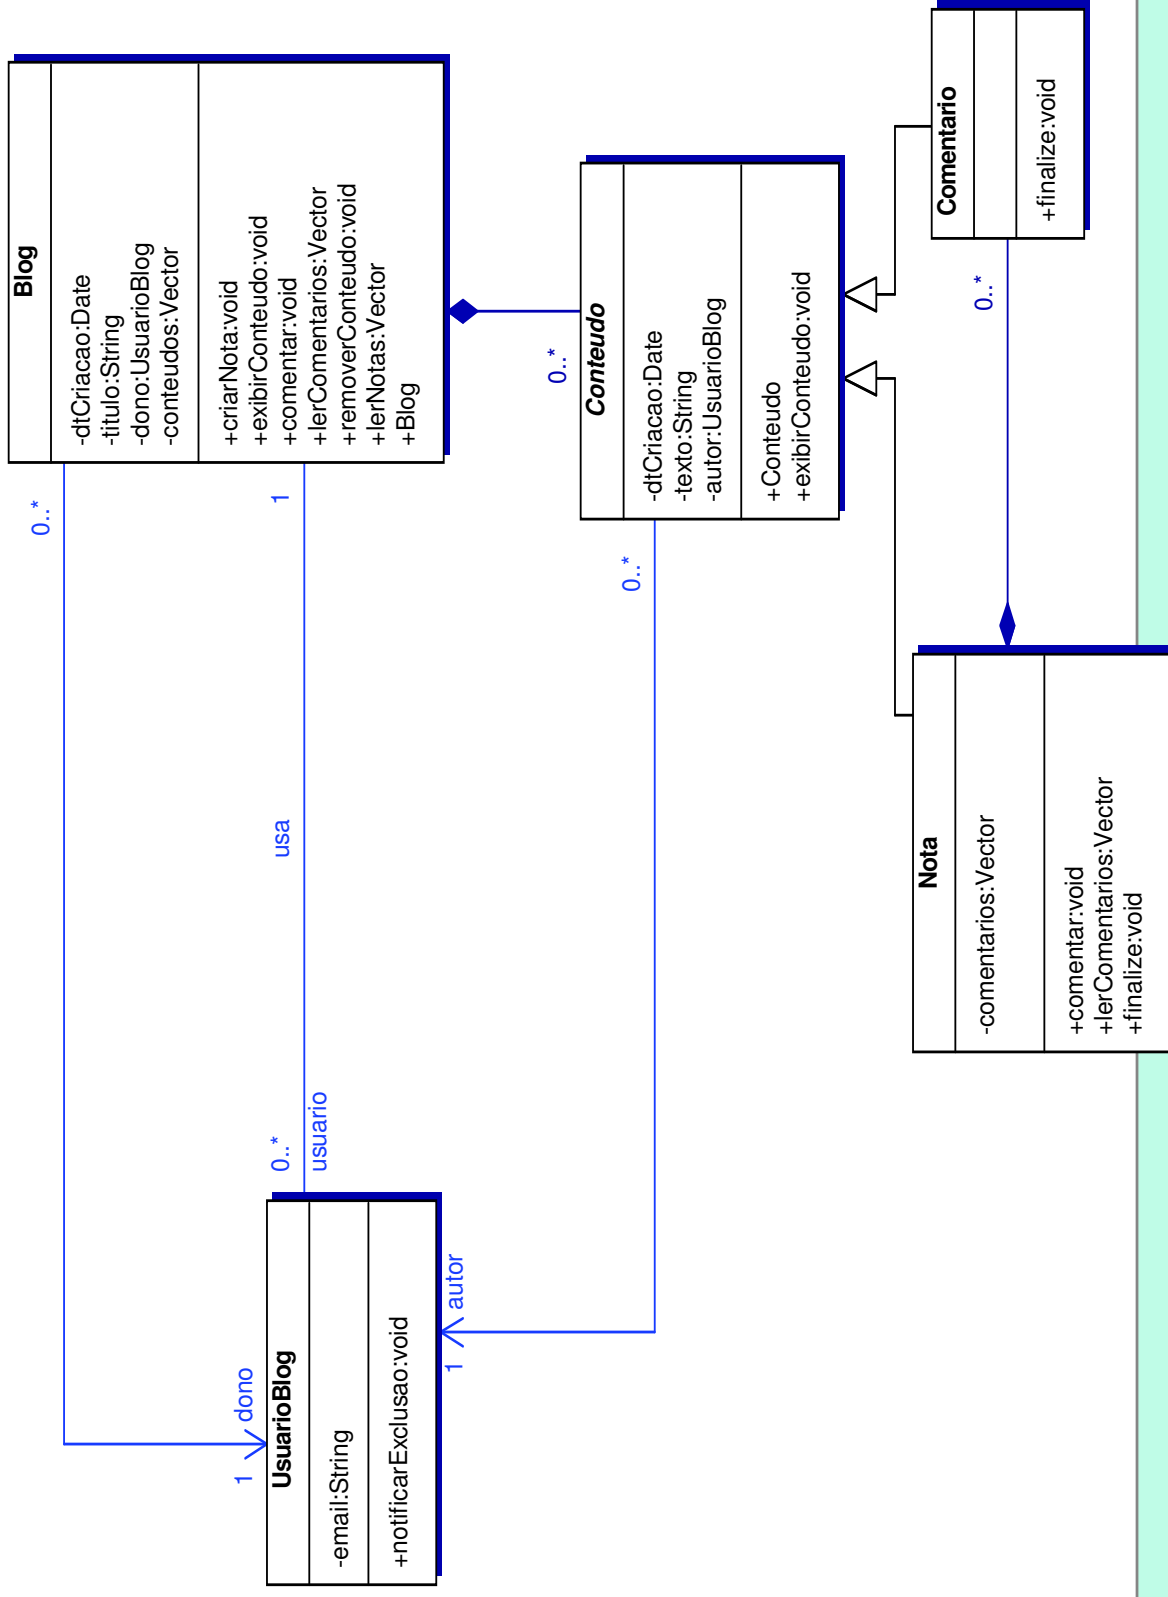 Blog
-dtCriacao:Date
-titulo:String
-dono:UsuarioBlog
-conteudos:Vector
+criarNota:void
+exibirConteudo:void
+comentar:void
+lerComentarios:Vector
+removerConteudo:void
+lerNotas:Vector
+Blog
0..*
1
usa
0..*
usuario
1
dono
UsuarioBlog
-email:String
+notificarExclusao:void
1
autor
0..*
0..*
Conteudo
-dtCriacao:Date
-texto:String
-autor:UsuarioBlog
+Conteudo
+exibirConteudo:void
Nota
-comentarios:Vector
+comentar:void
+lerComentarios:Vector
+finalize:void
0..*
Comentario
+finalize:void